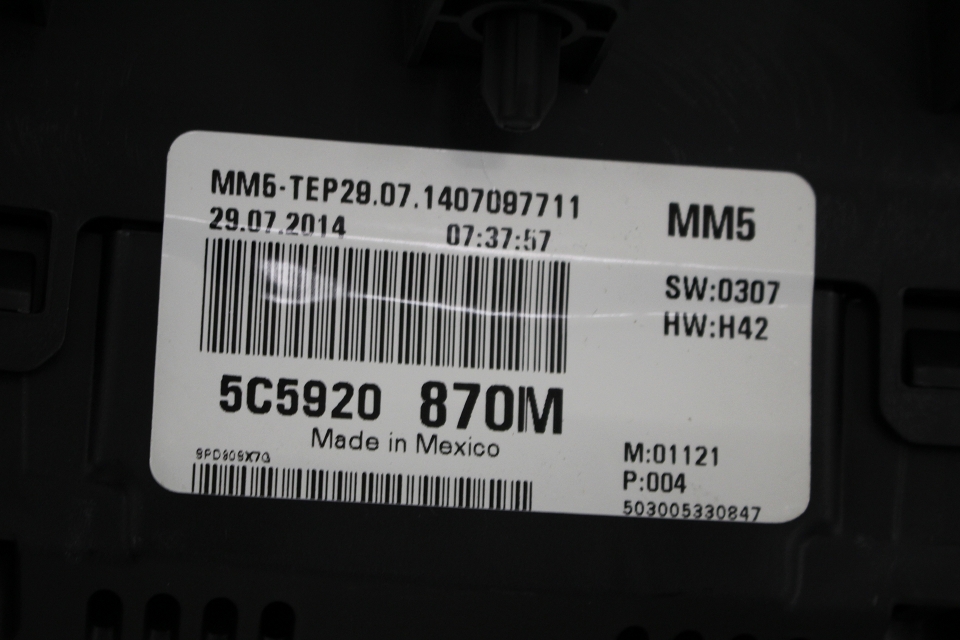 MM5-TEP29.07.1407097711
29.07.2014 07:37:57
MM5
SW:0307
HW:H42
5C5920 870M
Made in Mexico
M:01121
P:004
503005330847